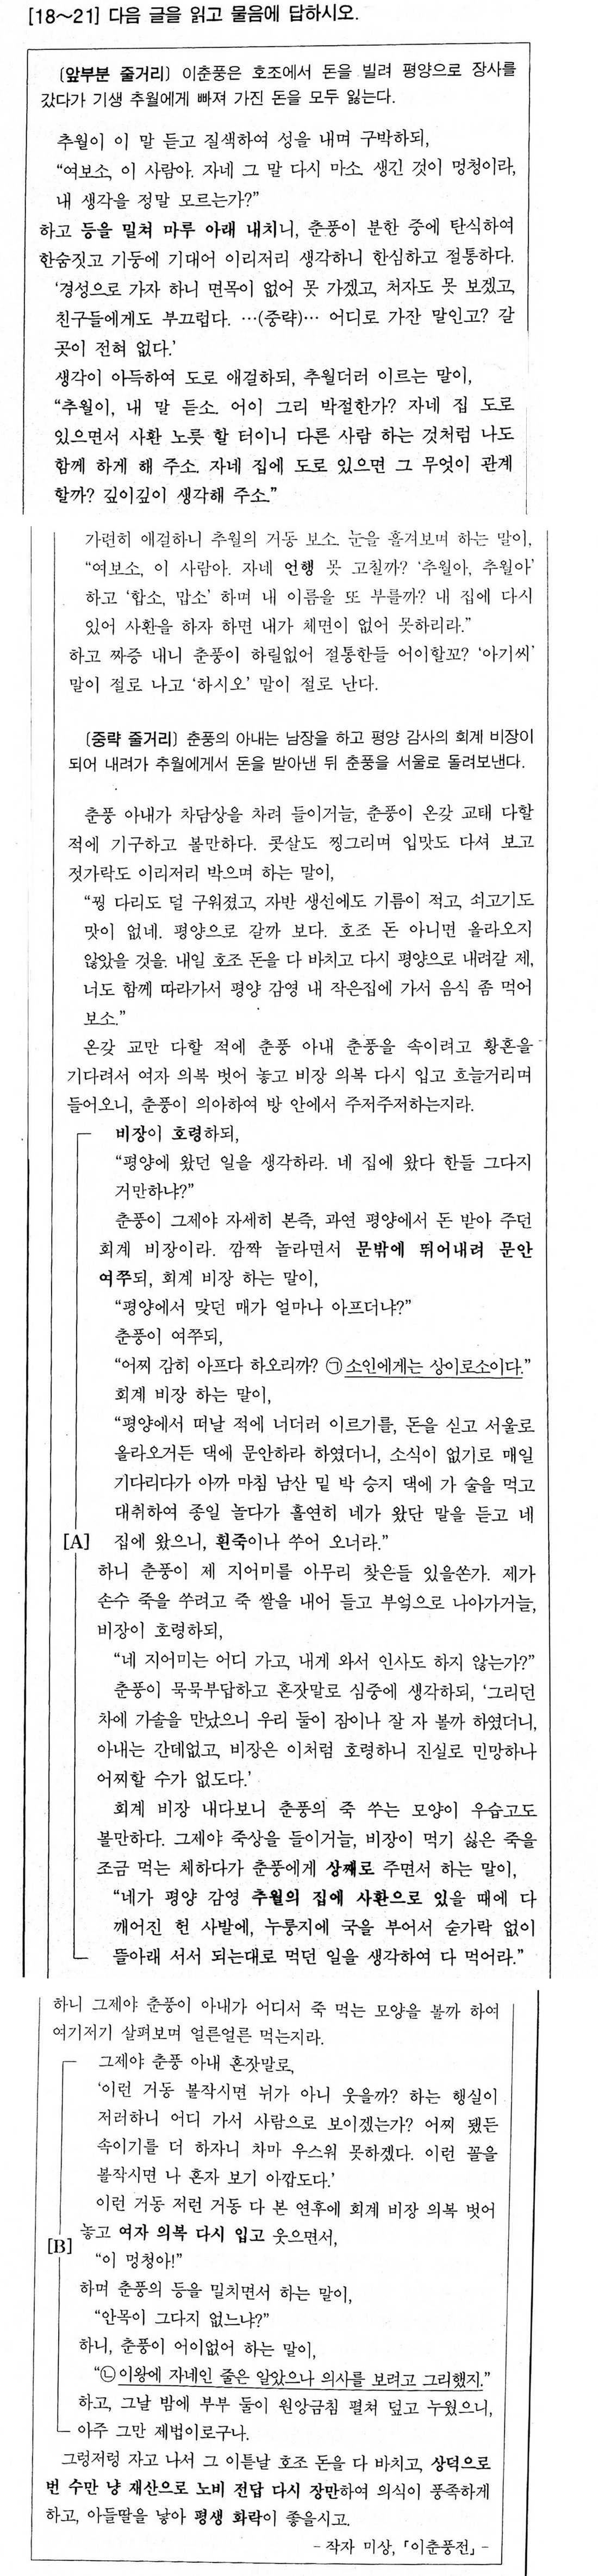 [18~21] 다음 글을 읽고 물음에 답하시오.
〔앞부분 줄거리〕 이춘풍은 호조에서 돈을 빌려 평양으로 장사를
갔다가 기생 추월에게 빠져 가진 돈을 모두 잃는다.
추월이 이 말 듣고 질색하여 성을 내며 구박하되,
“여보소, 이 사람아. 자네 그 말 다시 마소. 생긴 것이 멍청이라,
내 생각을 정말 모르는가?”
하고 등을 밀쳐 마루 아래 내치니, 춘풍이 분한 중에 탄식하여
한숨짓고 기둥에 기대어 이리저리 생각하니 한심하고 절통하다.
‘경성으로 가자 하니 면목이 없어 못 가겠고, 처자도 못 보겠고,
친구들에게도 부끄럽다. …(중략)… 어디로 가잔 말인고? 갈
곳이 전혀 없다.’
생각이 아득하여 도로 애걸하되, 추월더러 이르는 말이,
“추월이, 내 말 듣소. 어이 그리 박절한가? 자네 집 도로
있으면서 사환 노릇 할 터이니 다른 사람 하는 것처럼 나도
함께 하게 해 주소. 자네 집에 도로 있으면 그 무엇이 관계
할까? 깊이깊이 생각해 주소.”
가련히 애걸하니 추월의 거동 보소. 눈을 흘겨보며 하는 말이,
“여보소, 이 사람아. 자네 언행 못 고칠까? ‘추월아, 추월아’
하고 ‘합소, 맙소’ 하며 내 이름을 또 부를까? 내 집에 다시
있어 사환을 하자 하면 내가 체면이 없어 못하리라.”
하고 짜증 내니 춘풍이 하릴없어 절통한들 어이할꼬? ‘아기씨’
말이 절로 나고 ‘하시오’ 말이 절로 난다.
〔중략 줄거리〕 춘풍의 아내는 남장을 하고 평양 감사의 회계 비장이
되어 내려가 추월에게서 돈을 받아낸 뒤 춘풍을 서울로 돌려보낸다.
춘풍 아내가 차담상을 차려 들이거늘, 춘풍이 온갖 교태 다할
적에 기구하고 볼만하다. 콧살도 찡그리며 입맛도 다셔 보고
젓가락도 이리저리 박으며 하는 말이,
“꿩 다리도 덜 구워졌고, 자반 생선에도 기름이 적고, 쇠고기도
맛이 없네. 평양으로 갈까 보다. 호조 돈 아니면 올라오지
않았을 것을. 내일 호조 돈을 다 바치고 다시 평양으로 내려갈 제,
너도 함께 따라가서 평양 감영 내 작은집에 가서 음식 좀 먹어
보소.”
온갖 교만 다할 적에 춘풍 아내 춘풍을 속이려고 황혼을
기다려서 여자 의복 벗어 놓고 비장 의복 다시 입고 흐늘거리며
들어오니, 춘풍이 의아하여 방 안에서 주저주저하는지라.
비장이 호령하되,
“평양에 왔던 일을 생각하라. 네 집에 왔다 한들 그다지
거만하냐?”
춘풍이 그제야 자세히 본즉, 과연 평양에서 돈 받아 주던
회계 비장이라. 깜짝 놀라면서 문밖에 뛰어내려 문안
여쭈되, 회계 비장 하는 말이,
“평양에서 맞던 매가 얼마나 아프더냐?”
춘풍이 여쭈되,
“어찌 감히 아프다 하오리까? ㉠ 소인에게는 상이로소이다.”
회계 비장 하는 말이,
“평양에서 떠날 적에 너더러 이르기를, 돈을 싣고 서울로
올라오거든 댁에 문안하라 하였더니, 소식이 없기로 매일
기다리다가 아까 마침 남산 밑 박 승지 댁에 가 술을 먹고
대취하여 종일 놀다가 홀연히 네가 왔단 말을 듣고 네
[A] 집에 왔으니, 흰죽이나 쑤어 오너라.”
하니 춘풍이 제 지어미를 아무리 찾은들 있을쏜가. 제가
손수 죽을 쑤려고 죽 쌀을 내어 들고 부엌으로 나아가거늘,
비장이 호령하되,
“네 지어미는 어디 가고, 내게 와서 인사도 하지 않는가?”
춘풍이 묵묵부답하고 혼잣말로 심중에 생각하되, ‘그리던
차에 가솔을 만났으니 우리 둘이 잠이나 잘 자 볼까 하였더니,
아내는 간데없고, 비장은 이처럼 호령하니 진실로 민망하나
어찌할 수가 없도다.’
회계 비장 내다보니 춘풍의 죽 쑤는 모양이 우습고도
볼만하다. 그제야 죽상을 들이거늘, 비장이 먹기 싫은 죽을
조금 먹는 체하다가 춘풍에게 상째로 주면서 하는 말이,
“네가 평양 감영 추월의 집에 사환으로 있을 때에 다
깨어진 헌 사발에, 누룽지에 국을 부어서 숟가락 없이
뜰아래 서서 되는대로 먹던 일을 생각하여 다 먹어라.”
하니 그제야 춘풍이 아내가 어디서 죽 먹는 모양을 볼까 하여
여기저기 살펴보며 얼른얼른 먹는지라.
그제야 춘풍 아내 혼잣말로,
‘이런 거동 볼작시면 뉘가 아니 웃을까? 하는 행실이
저러하니 어디 가서 사람으로 보이겠는가? 어찌 됐든
속이기를 더 하자니 차마 우스워 못하겠다. 이런 꼴을
볼작시면 나 혼자 보기 아깝도다.’
이런 거동 저런 거동 다 본 연후에 회계 비장 의복 벗어
[B] 놓고 여자 의복 다시 입고 웃으면서,
“이 멍청아!”
하며 춘풍의 등을 밀치면서 하는 말이,
“안목이 그다지 없느냐?”
하니, 춘풍이 어이없어 하는 말이,
“㉡ 이왕에 자네인 줄은 알았으나 의사를 보려고 그리했지.”
하고, 그날 밤에 부부 둘이 원앙금침 펼쳐 덮고 누웠으니,
아주 그만 제법이로구나.
그렁저렁 자고 나서 그 이튿날 호조 돈을 다 바치고, 상덕으로
번 수만 냥 재산으로 노비 전답 다시 장만하여 의식이 풍족하게
하고, 아들딸을 낳아 평생 화락이 좋을시고.
- 작자 미상, 「이춘풍전」 -